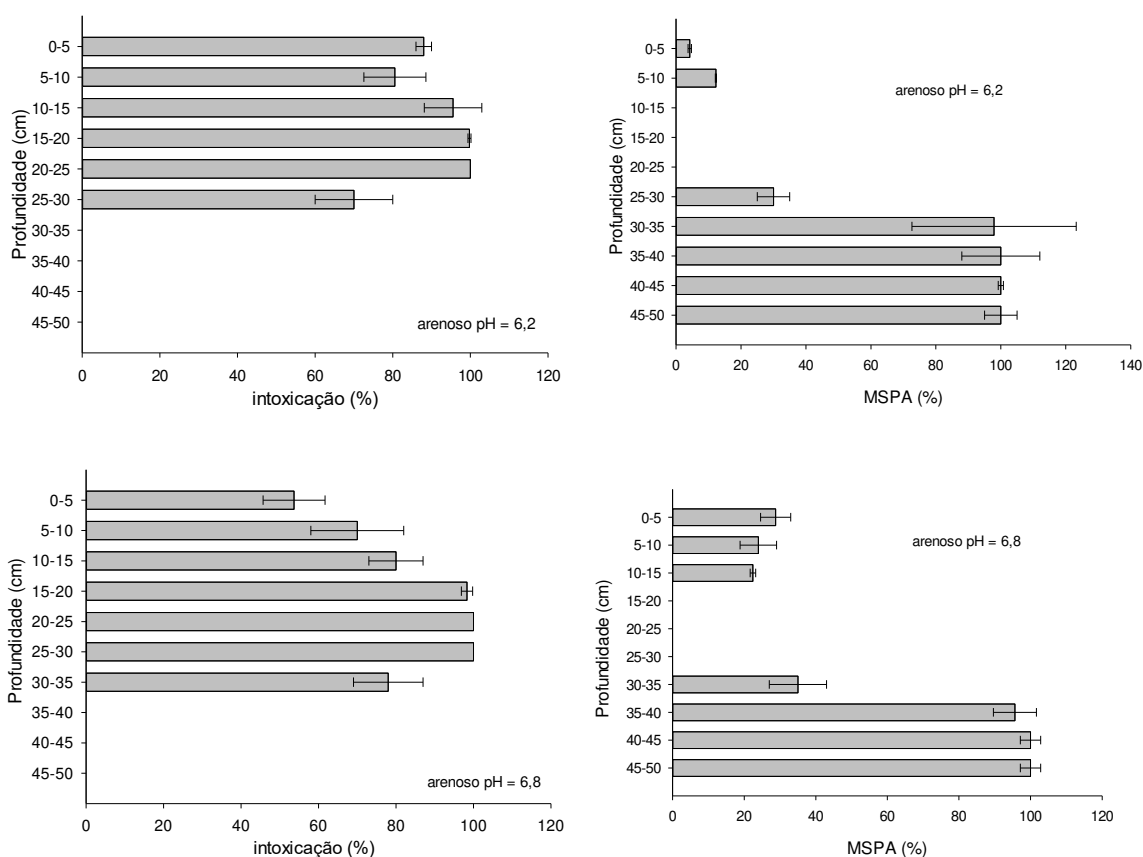 Profundidade (cm)
0-5
5-10
10-15
15-20
20-25
25-30
30-35
35-40
40-45
45-50
arenoso pH = 6,2
0 20 40 60 80 100 120
intoxicação (%)
Profundidade (cm)
0-5
5-10
10-15
15-20
20-25
25-30
30-35
35-40
40-45
45-50
arenoso pH = 6,2
0 20 40 60 80 100 120 140
MSPA (%)
Profundidade (cm)
0-5
5-10
10-15
15-20
20-25
25-30
30-35
35-40
40-45
45-50
arenoso pH = 6,8
0 20 40 60 80 100 120
intoxicação (%)
Profundidade (cm)
0-5
5-10
10-15
15-20
20-25
25-30
30-35
35-40
40-45
45-50
arenoso pH = 6,8
0 20 40 60 80 100 120
MSPA (%)